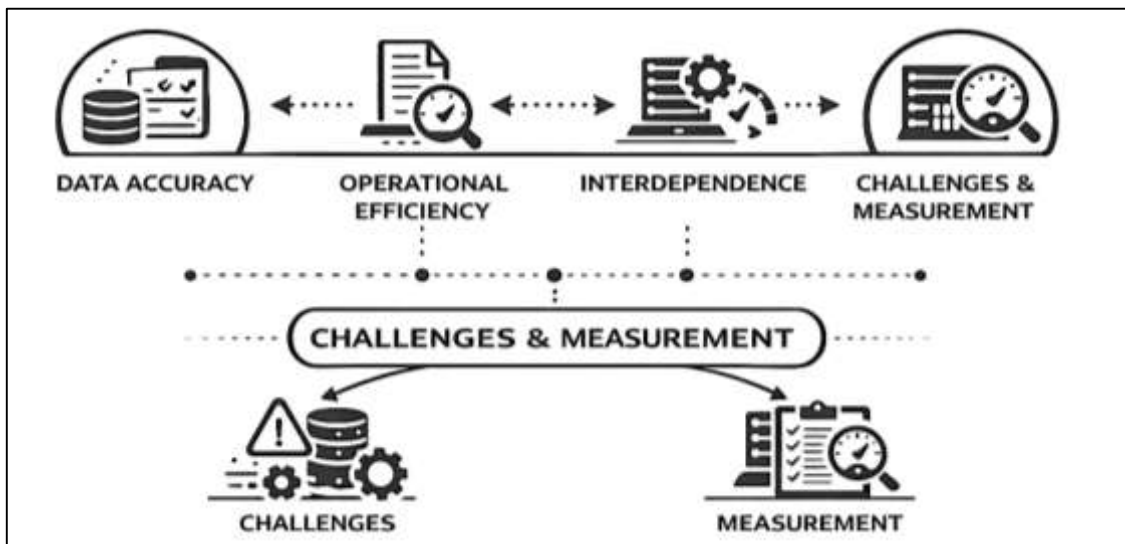 DATA ACCURACY
OPERATIONAL
EFFICIENCY
INTERDEPENDENCE
CHALLENGES &
MEASUREMENT
CHALLENGES & MEASUREMENT
CHALLENGES
MEASUREMENT